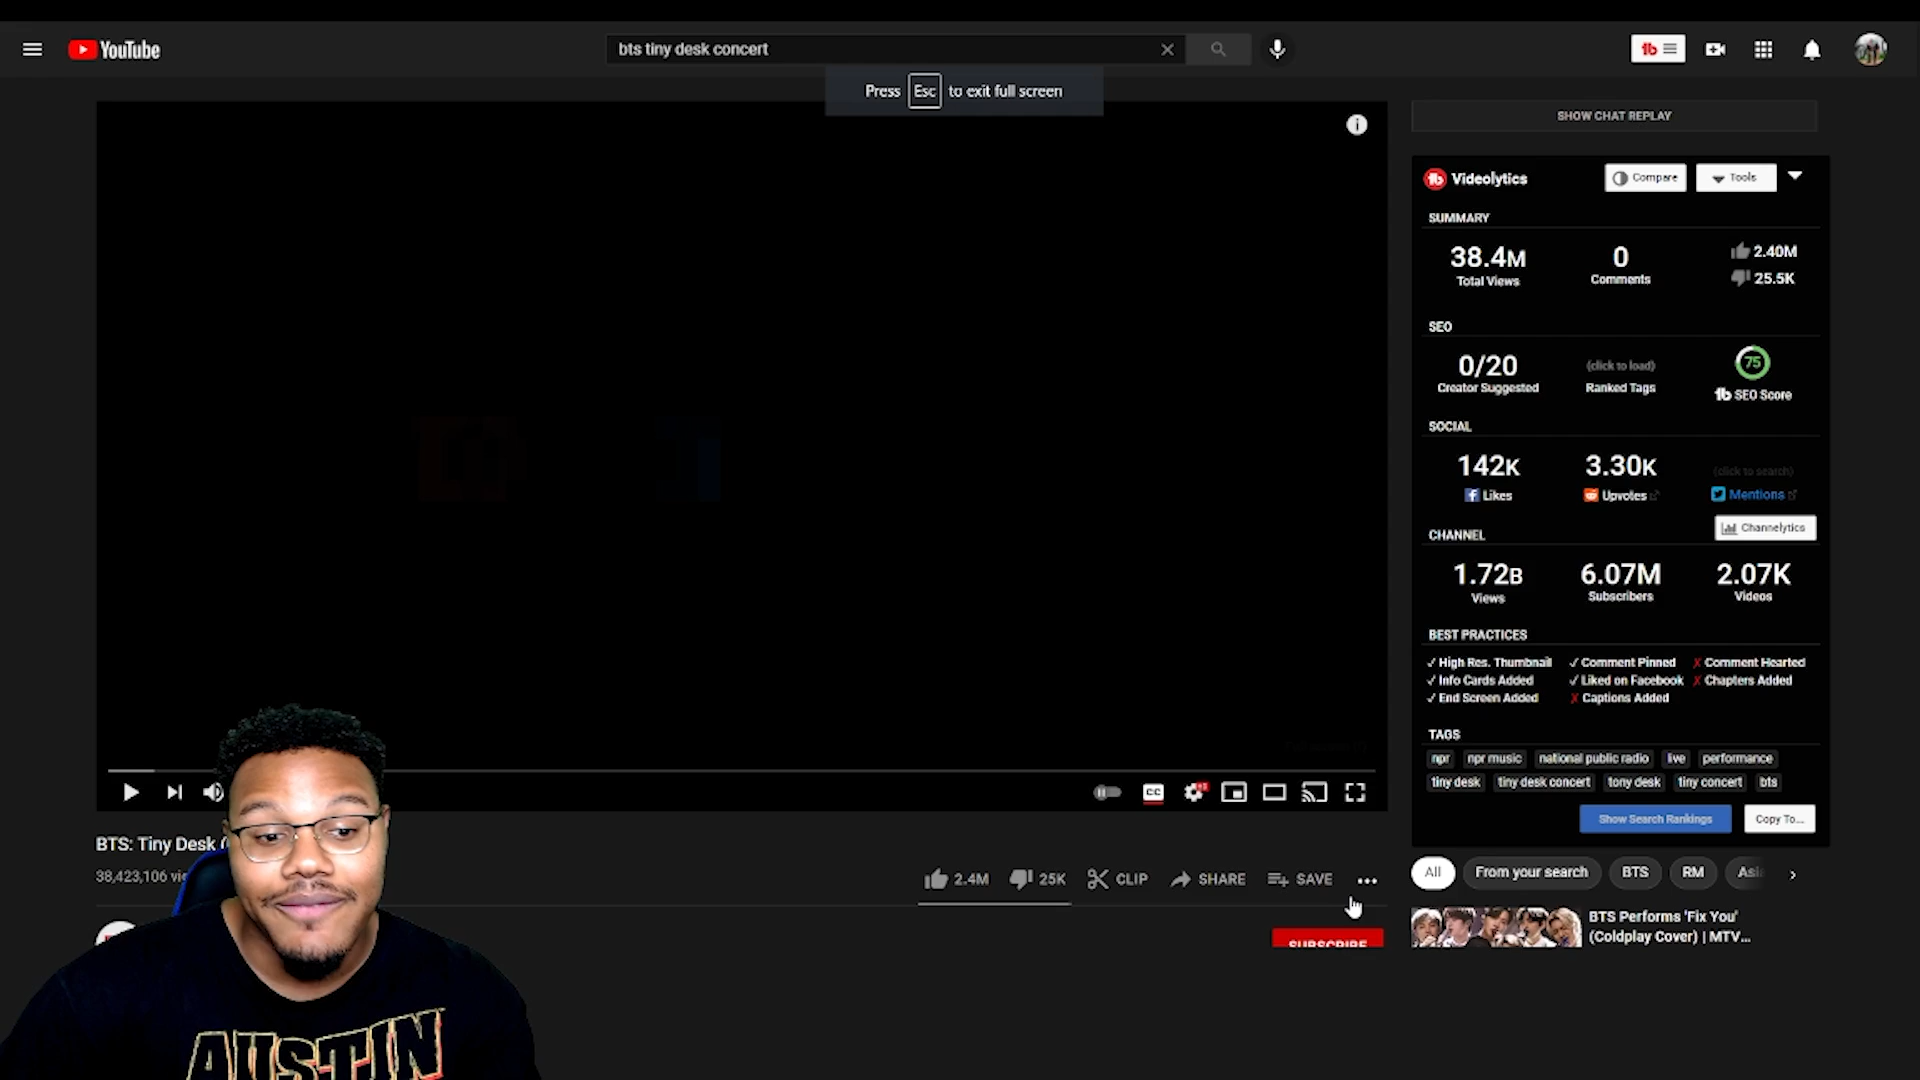 YouTube
bts tiny desk concert
Press Esc to exit full screen
SHOW CHAT REPLAY
Videolytics
Compare
Tools
SUMMARY
38.4M
Total Views
0
Comments
2.40M
25.5K
SEO
0/20
Creator Suggested
(click to load)
Ranked Tags
75
SEO Score
SOCIAL
142K
Likes
3.30K
Upvotes
(click to search)
Mentions
Channelytics
CHANNEL
1.72B
Views
6.07M
Subscribers
2.07K
Videos
BEST PRACTICES
✓ High Res. Thumbnail ✓ Comment Pinned ✗ Comment Hearted
✓ Info Cards Added ✓ Liked on Facebook ✗ Chapters Added
✓ End Screen Added ✗ Captions Added
TAGS
npr npr music national public radio live performance
tiny desk tiny desk concert tony desk tiny concert bts
Show Search Rankings
Copy To...
CC
BTS: Tiny Desk
38,423,106
2.4M 25K CLIP SHARE SAVE
SUBSCRIBE
All From your search BTS RM
BTS Performs 'Fix You'
(Coldplay Cover) | MTV...
AUSTIN